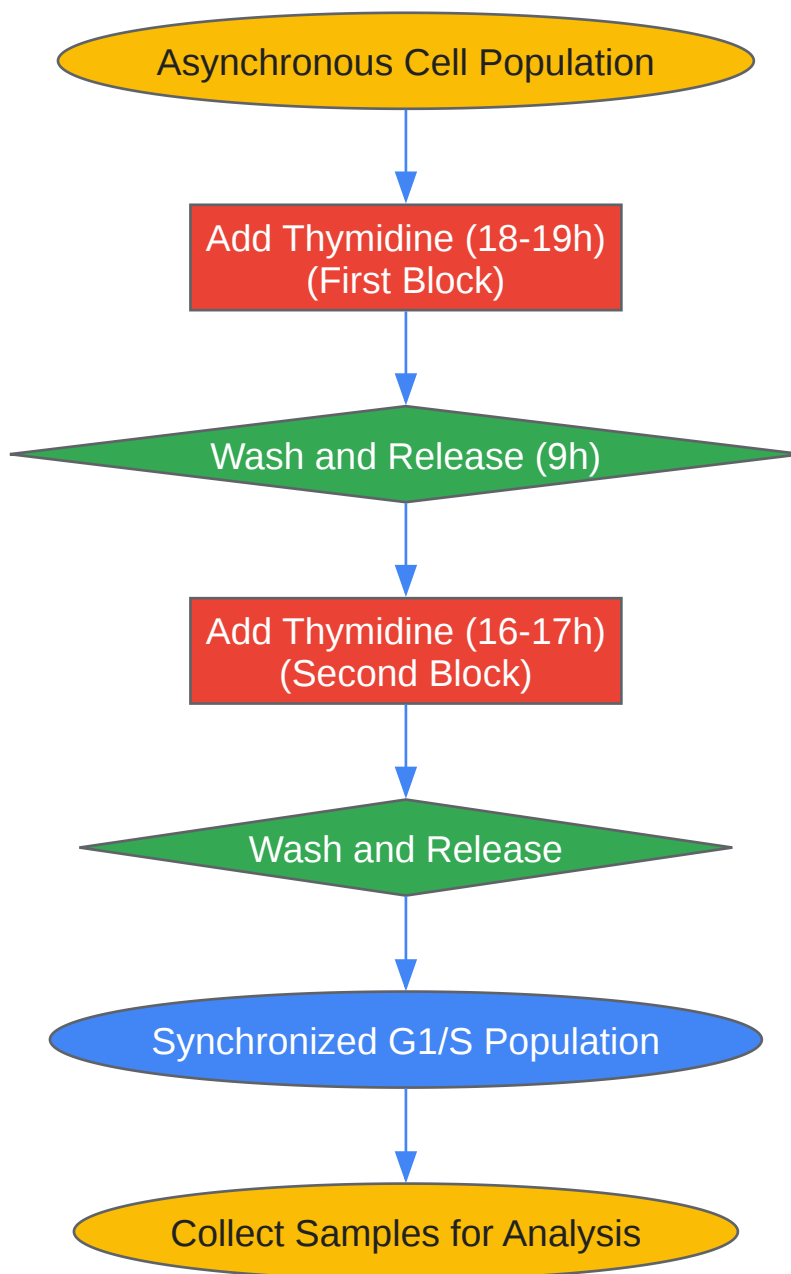 Asynchronous Cell Population
Add Thymidine (18-19h)
(First Block)
Wash and Release (9h)
Add Thymidine (16-17h)
(Second Block)
Wash and Release
Synchronized G1/S Population
Collect Samples for Analysis